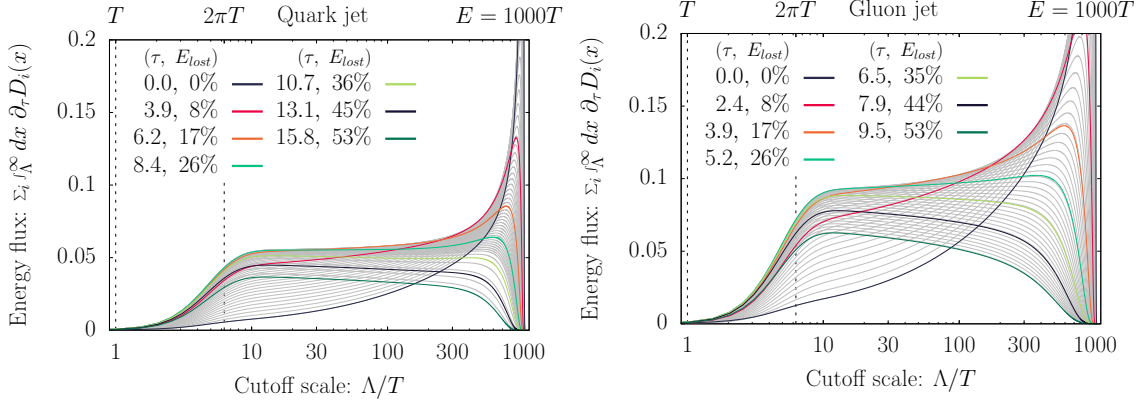 T 2πT Quark jet E = 1000T
Energy flux: Σ_i ∫_Λ^∞ dx ∂_τ D_i(x)
0.2
0.15
0.1
0.05
0
(τ, E_lost) (τ, E_lost)
0.0, 0% 10.7, 36%
3.9, 8% 13.1, 45%
6.2, 17% 15.8, 53%
8.4, 26%
1 10 30 100 300 1000
Cutoff scale: Λ/T
T 2πT Gluon jet E = 1000T
Energy flux: Σ_i ∫_Λ^∞ dx ∂_τ D_i(x)
0.2
0.15
0.1
0.05
0
(τ, E_lost) (τ, E_lost)
0.0, 0% 6.5, 35%
2.4, 8% 7.9, 44%
3.9, 17% 9.5, 53%
5.2, 26%
1 10 30 100 300 1000
Cutoff scale: Λ/T